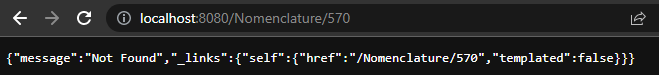 localhost:8080/Nomenclature/570
{"message":"Not Found","_links":{"self":{"href":"/Nomenclature/570","templated":false}}}